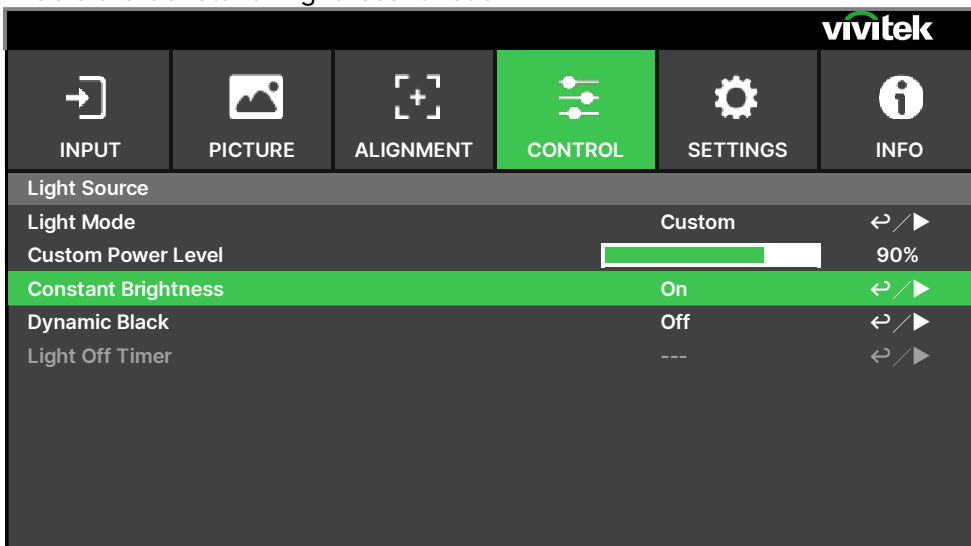 vivitek
INPUT PICTURE ALIGNMENT CONTROL SETTINGS INFO
Light Source
Light Mode Custom
Custom Power Level 90%
Constant Brightness On
Dynamic Black Off
Light Off Timer ---